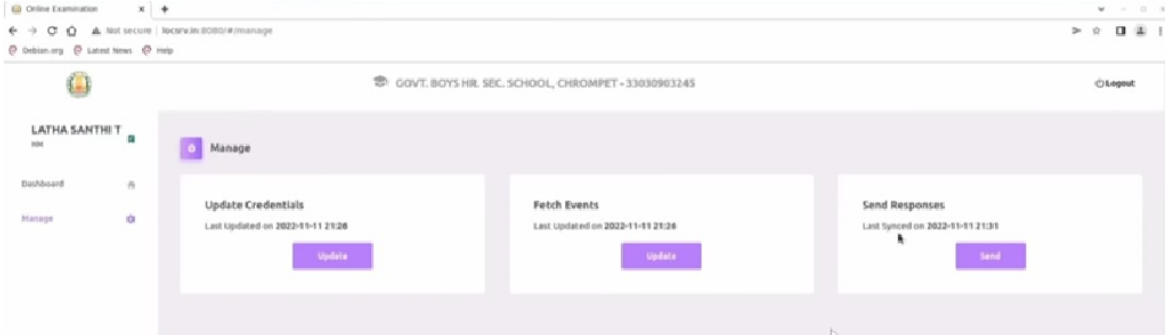 Online Examination
Not secure | locsrv.in:8080/#/manage
Debian.org Latest News Help
GOVT. BOYS HR. SEC. SCHOOL, CHROMPET - 33030903245
Logout
LATHA SANTHI T
HM
Dashboard
Manage
Manage
Update Credentials
Last Updated on 2022-11-11 21:26
Update
Fetch Events
Last Updated on 2022-11-11 21:26
Update
Send Responses
Last Synced on 2022-11-11 21:31
Send